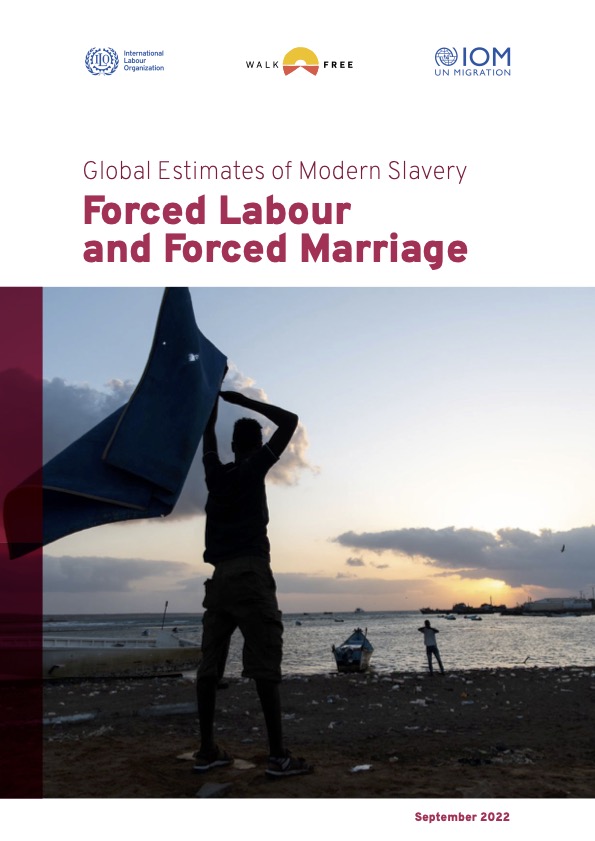 International
Labour
Organization
WALK FREE
IOM
UN MIGRATION
Global Estimates of Modern Slavery
Forced Labour
and Forced Marriage
September 2022